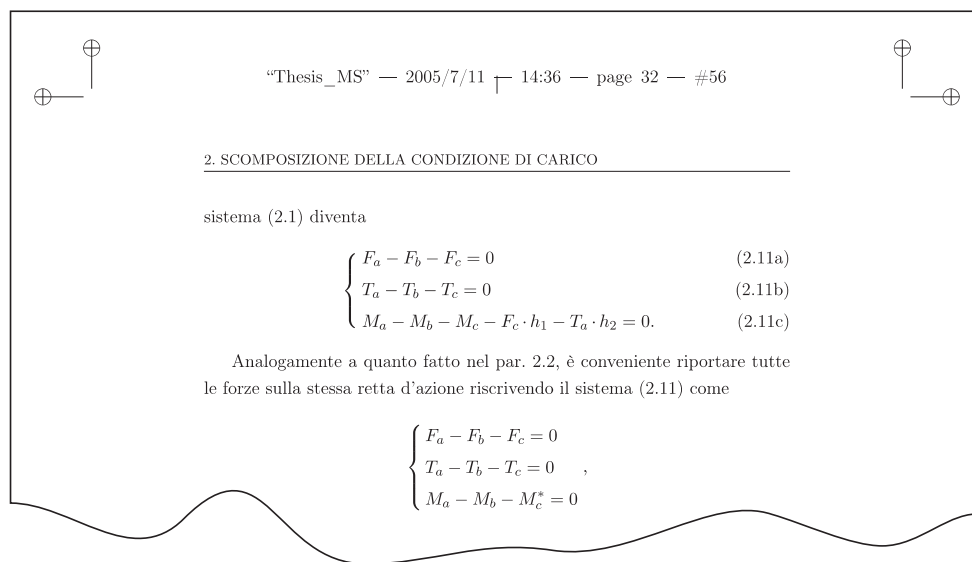 “Thesis_MS” — 2005/7/11 — 14:36 — page 32 — #56
2. SCOMPOSIZIONE DELLA CONDIZIONE DI CARICO
sistema (2.1) diventa
F_a − F_b − F_c = 0 (2.11a)
T_a − T_b − T_c = 0 (2.11b)
M_a − M_b − M_c − F_c · h_1 − T_a · h_2 = 0. (2.11c)
Analogamente a quanto fatto nel par. 2.2, è conveniente riportare tutte
le forze sulla stessa retta d’azione riscrivendo il sistema (2.11) come
F_a − F_b − F_c = 0
T_a − T_b − T_c = 0 ,
M_a − M_b − M_c^* = 0